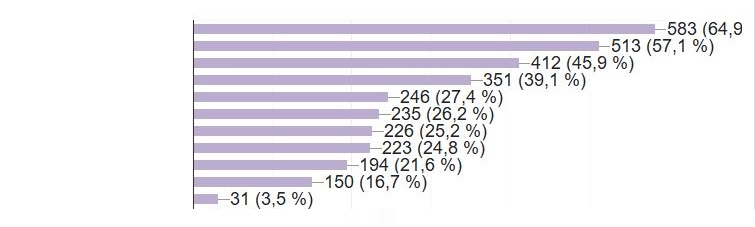 583 (64,9
513 (57,1 %)
412 (45,9 %)
351 (39,1 %)
246 (27,4 %)
235 (26,2 %)
226 (25,2 %)
223 (24,8 %)
194 (21,6 %)
150 (16,7 %)
31 (3,5 %)